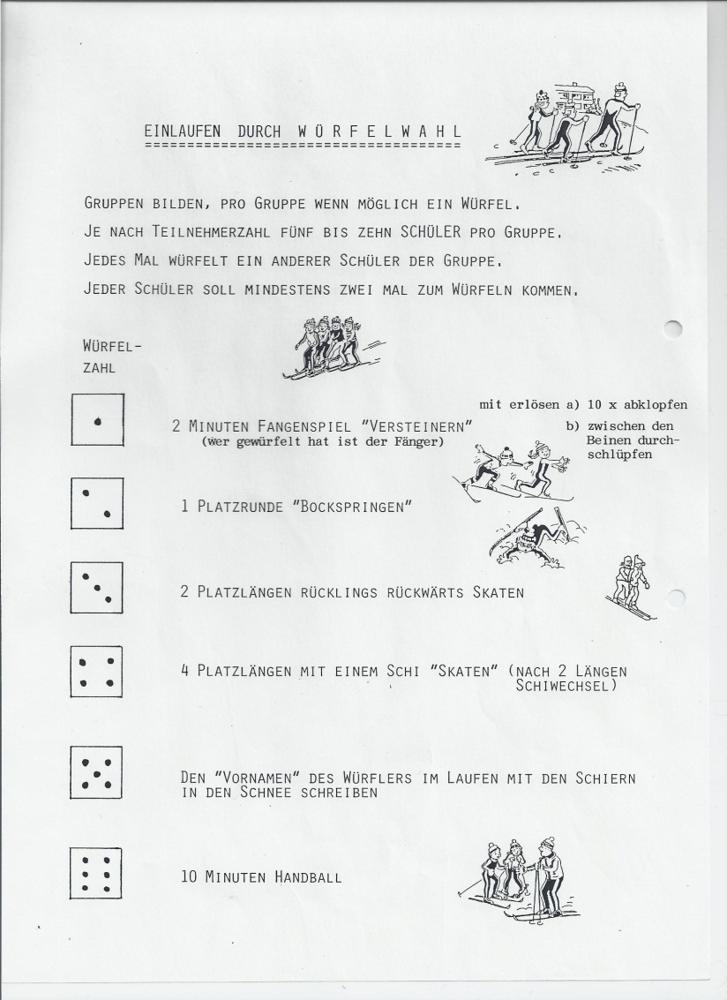 EINLAUFEN DURCH W Ü R F E L W A H L
=====================================
GRUPPEN BILDEN, PRO GRUPPE WENN MÖGLICH EIN WÜRFEL.
JE NACH TEILNEHMERZAHL FÜNF BIS ZEHN SCHÜLER PRO GRUPPE.
JEDES MAL WÜRFELT EIN ANDERER SCHÜLER DER GRUPPE.
JEDER SCHÜLER SOLL MINDESTENS ZWEI MAL ZUM WÜRFELN KOMMEN.
WÜRFEL-
ZAHL
mit erlösen a) 10 x abklopfen
2 MINUTEN FANGENSPIEL "VERSTEINERN"
b) zwischen den
(wer gewürfelt hat ist der Fänger)
Beinen durch-
schlüpfen
1 PLATZRUNDE "BOCKSPRINGEN"
2 PLATZLÄNGEN RÜCKLINGS RÜCKWÄRTS SKATEN
4 PLATZLÄNGEN MIT EINEM SCHI "SKATEN" (NACH 2 LÄNGEN
SCHIWECHSEL)
DEN "VORNAMEN" DES WÜRFLERS IM LAUFEN MIT DEN SCHIERN
IN DEN SCHNEE SCHREIBEN
10 MINUTEN HANDBALL